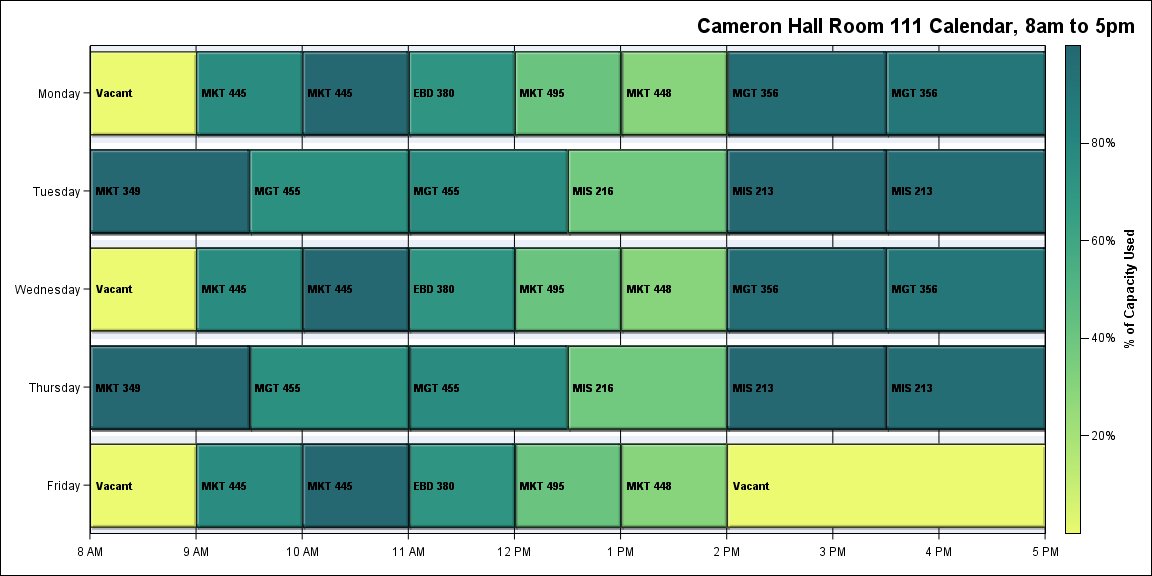 Cameron Hall Room 111 Calendar, 8am to 5pm
Monday
Vacant
MKT 445
MKT 445
EBD 380
MKT 495
MKT 448
MGT 356
MGT 356
Tuesday
MKT 349
MGT 455
MGT 455
MIS 216
MIS 213
MIS 213
Wednesday
Vacant
MKT 445
MKT 445
EBD 380
MKT 495
MKT 448
MGT 356
MGT 356
Thursday
MKT 349
MGT 455
MGT 455
MIS 216
MIS 213
MIS 213
Friday
Vacant
MKT 445
MKT 445
EBD 380
MKT 495
MKT 448
Vacant
8 AM
9 AM
10 AM
11 AM
12 PM
1 PM
2 PM
3 PM
4 PM
5 PM
80%
60%
40%
20%
% of Capacity Used